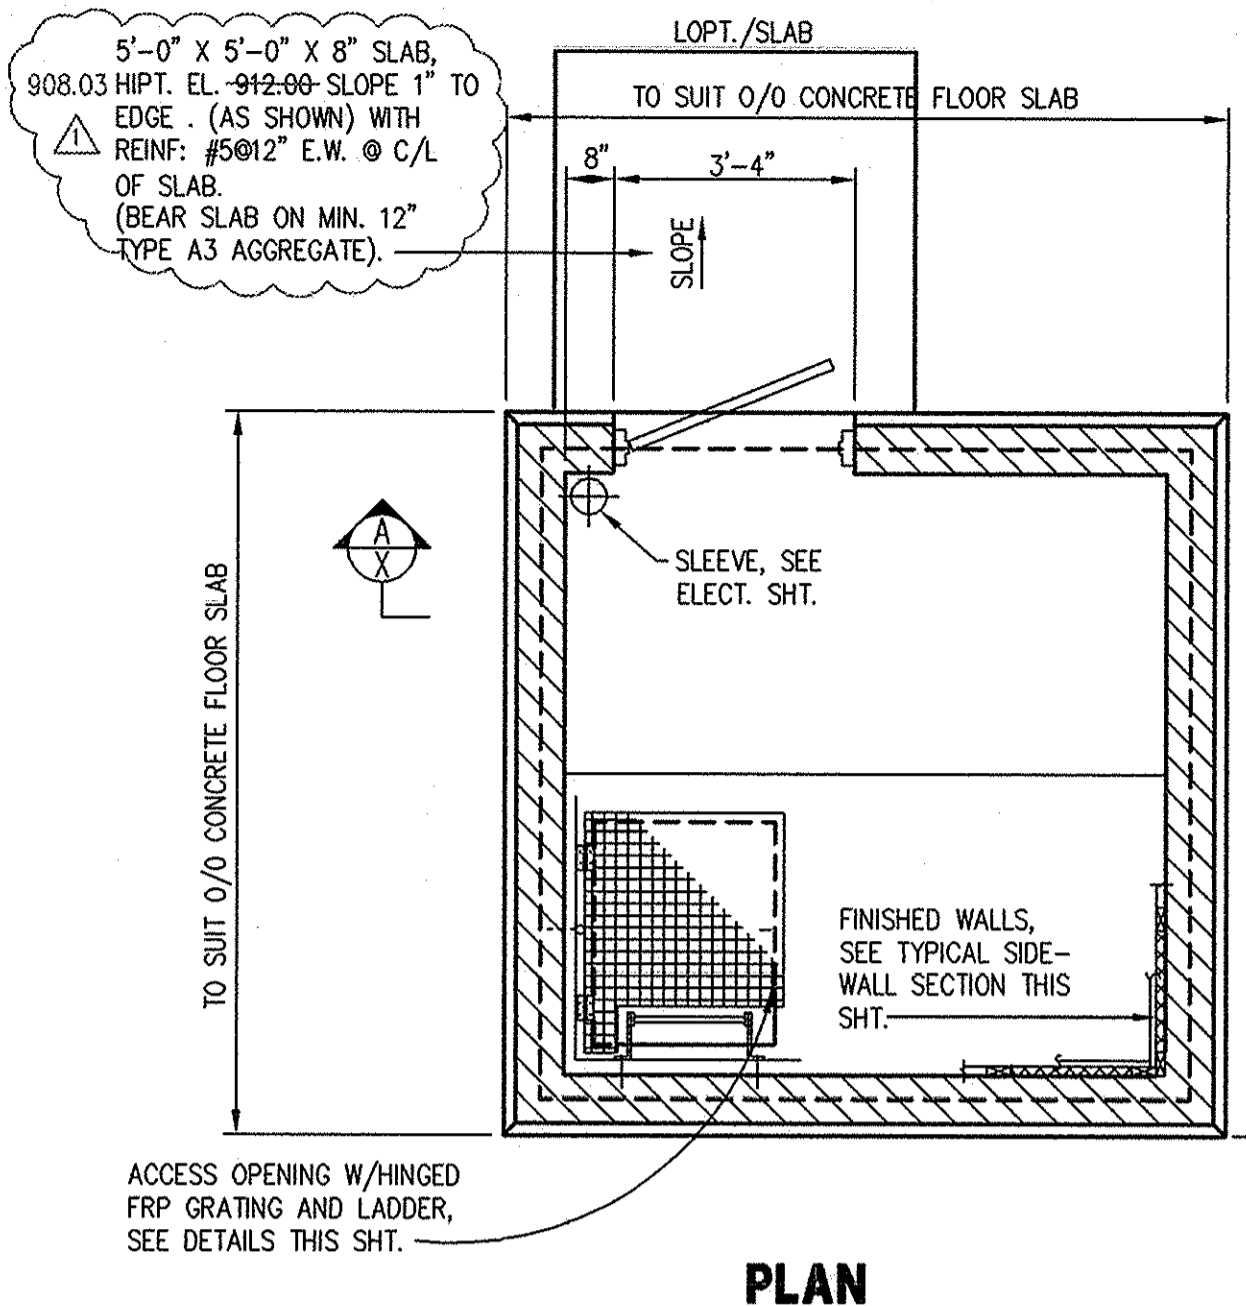 LOPT./SLAB
5'-0" X 5'-0" X 8" SLAB,
908.03 HIPT. EL. 912.00 SLOPE 1" TO
EDGE . (AS SHOWN) WITH
1
REINF: #5@12" E.W. @ C/L
OF SLAB.
(BEAR SLAB ON MIN. 12"
TYPE A3 AGGREGATE).
TO SUIT O/O CONCRETE FLOOR SLAB
8"
3'-4"
SLOPE
A
X
SLEEVE, SEE
ELECT. SHT.
TO SUIT O/O CONCRETE FLOOR SLAB
FINISHED WALLS,
SEE TYPICAL SIDE-
WALL SECTION THIS
SHT.
ACCESS OPENING W/HINGED
FRP GRATING AND LADDER,
SEE DETAILS THIS SHT.
PLAN